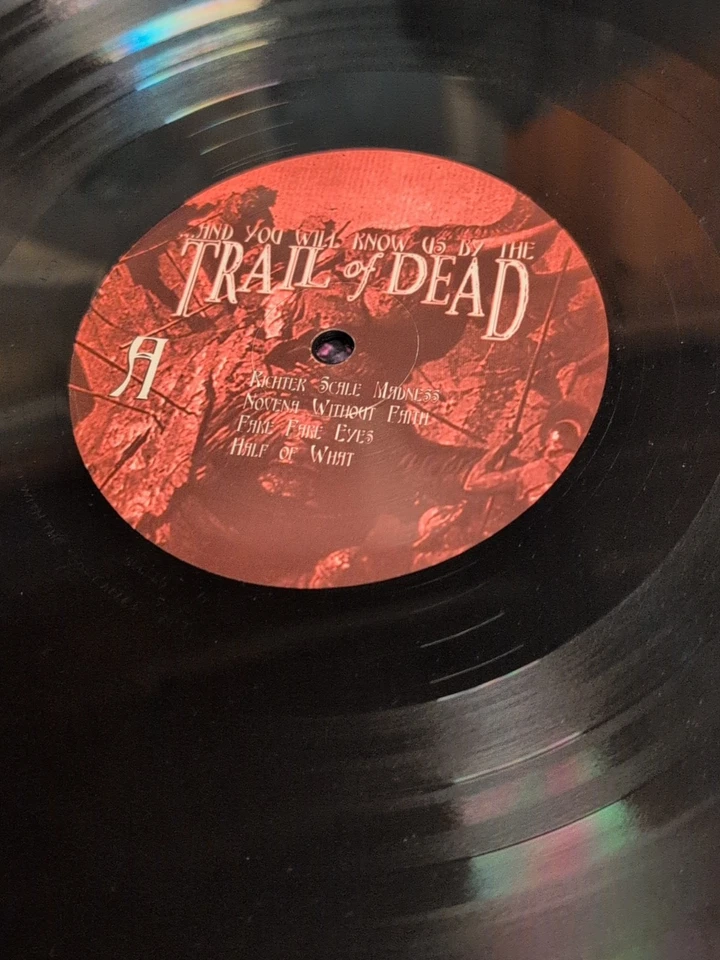 ...AND YOU WILL KNOW US BY THE
TRAIL of DEAD
A
RICHTER SCALE MADNESS
NOVENA WITHOUT FAITH
FAKE FAKE EYES
HALF OF WHAT